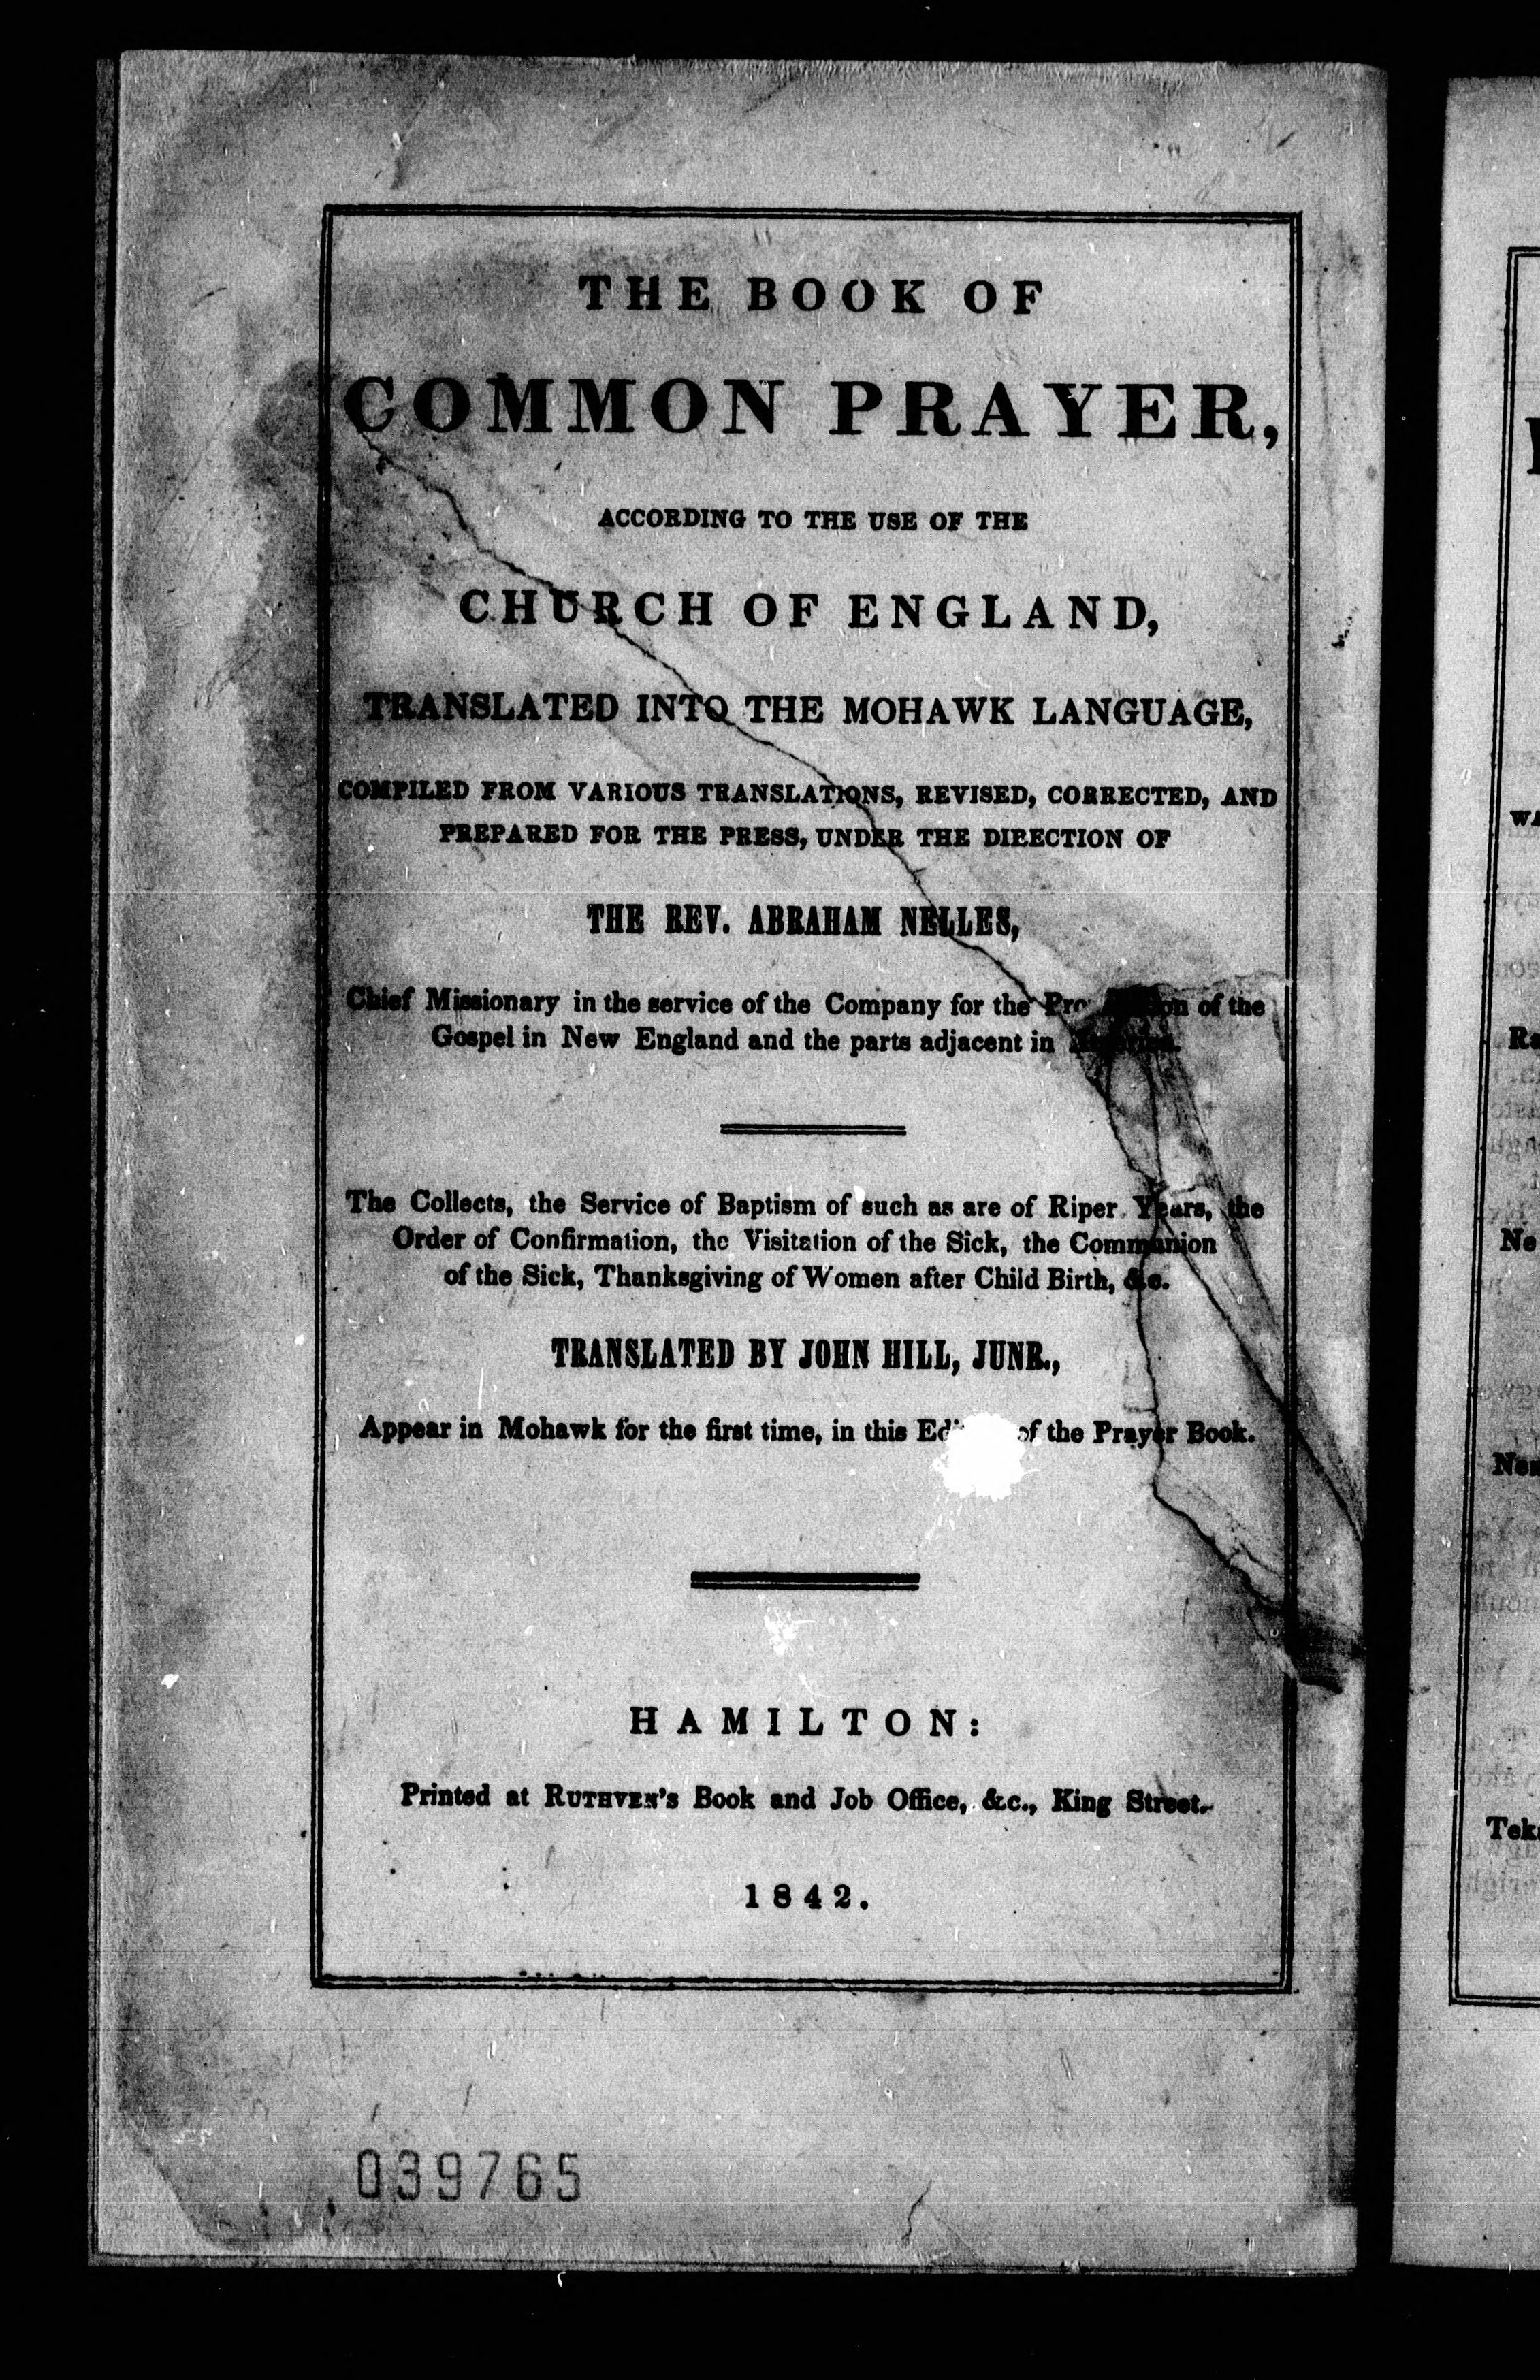 THE BOOK OF
COMMON PRAYER,
ACCORDING TO THE USE OF THE
CHURCH OF ENGLAND,
TRANSLATED INTO THE MOHAWK LANGUAGE,
COMPILED FROM VARIOUS TRANSLATIONS, REVISED, CORRECTED, AND
PREPARED FOR THE PRESS, UNDER THE DIRECTION OF
THE REV. ABRAHAM NELLES,
Chief Missionary in the service of the Company for the of the
Gospel in New England and the parts adjacent in
The Collects, the Service of Baptism of such as are of Riper Years, the
Order of Confirmation, the Visitation of the Sick, the Communion
of the Sick, Thanksgiving of Women after Child Birth, &c.
TRANSLATED BY JOHN HILL, JUNR.,
Appear in Mohawk for the first time, in this of the Prayer Book.
HAMILTON:
Printed at RUTHVEN'S Book and Job Office, &c., King Street.
1842.
039765